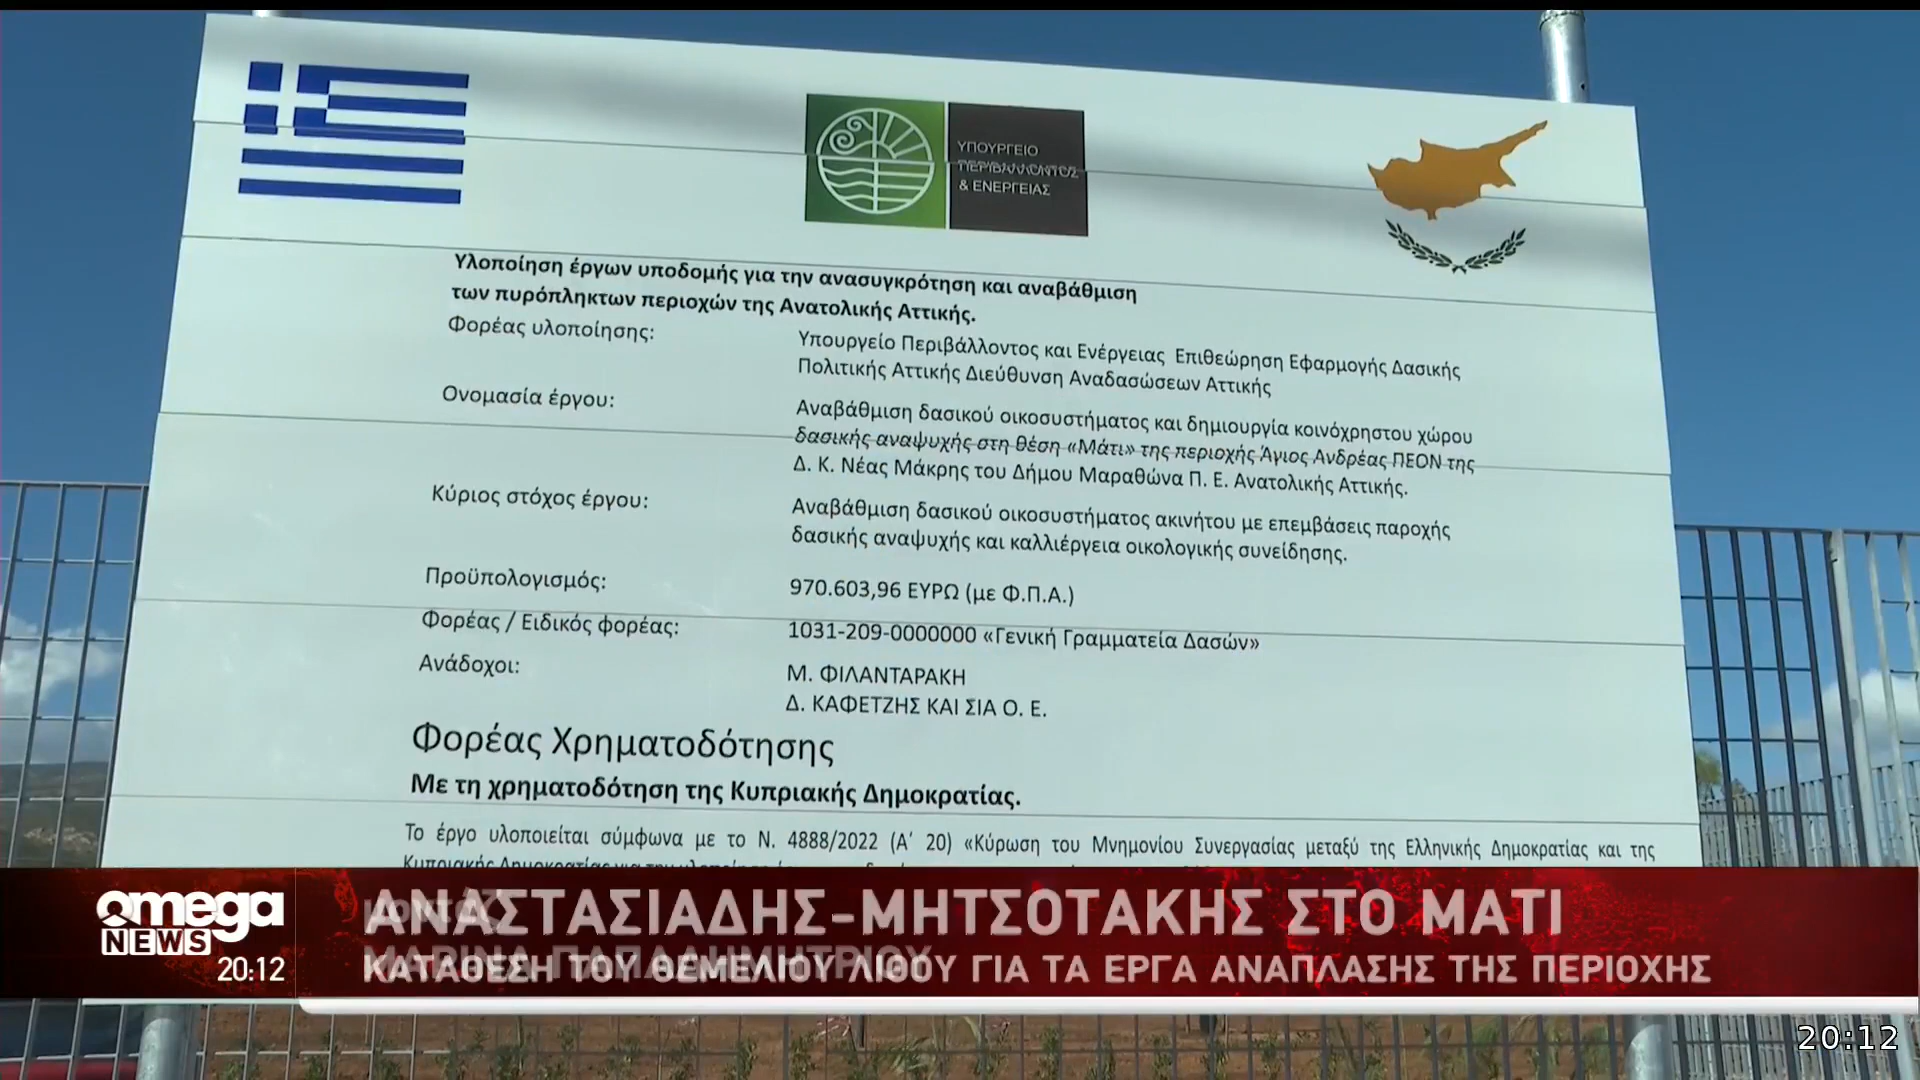 ΥΠΟΥΡΓΕΙΟ
ΠΕΡΙΒΑΛΛΟΝΤΟΣ
& ΕΝΕΡΓΕΙΑΣ
Υλοποίηση έργων υποδομής για την ανασυγκρότηση και αναβάθμιση
των πυρόπληκτων περιοχών της Ανατολικής Αττικής.
Φορέας υλοποίησης:
Υπουργείο Περιβάλλοντος και Ενέργειας Επιθεώρηση Εφαρμογής Δασικής
Πολιτικής Αττικής Διεύθυνση Αναδασώσεων Αττικής
Ονομασία έργου:
Αναβάθμιση δασικού οικοσυστήματος και δημιουργία κοινόχρηστου χώρου
δασικής αναψυχής στη θέση «Μάτι» της περιοχής Άγιος Ανδρέας ΠΕΟΝ της
Δ. Κ. Νέας Μάκρης του Δήμου Μαραθώνα Π. Ε. Ανατολικής Αττικής.
Κύριος στόχος έργου:
Αναβάθμιση δασικού οικοσυστήματος ακινήτου με επεμβάσεις παροχής
δασικής αναψυχής και καλλιέργεια οικολογικής συνείδησης.
Προϋπολογισμός:
970.603,96 ΕΥΡΩ (με Φ.Π.Α.)
Φορέας / Ειδικός φορέας:
1031-209-0000000 «Γενική Γραμματεία Δασών»
Ανάδοχοι:
Μ. ΦΙΛΑΝΤΑΡΑΚΗ
Δ. ΚΑΦΕΤΖΗΣ ΚΑΙ ΣΙΑ Ο. Ε.
Φορέας Χρηματοδότησης
Με τη χρηματοδότηση της Κυπριακής Δημοκρατίας.
Το έργο υλοποιείται σύμφωνα με το Ν. 4888/2022 (Α' 20) «Κύρωση του Μνημονίου Συνεργασίας μεταξύ της Ελληνικής Δημοκρατίας και της
Κυπριακής Δημοκρατίας για την
omega
NEWS
20:12
ΑΝΑΣΤΑΣΙΑΔΗΣ-ΜΗΤΣΟΤΑΚΗΣ ΣΤΟ ΜΑΤΙ
ΚΑΤΑΘΕΣΗ ΤΟΥ ΘΕΜΕΛΙΟΥ ΛΙΘΟΥ ΓΙΑ ΤΑ ΕΡΓΑ ΑΝΑΠΛΑΣΗΣ ΤΗΣ ΠΕΡΙΟΧΗΣ
ΜΑΡΙΝΑ ΠΑΠΑΔΗΜΗΤΡΙΟΥ
20:12